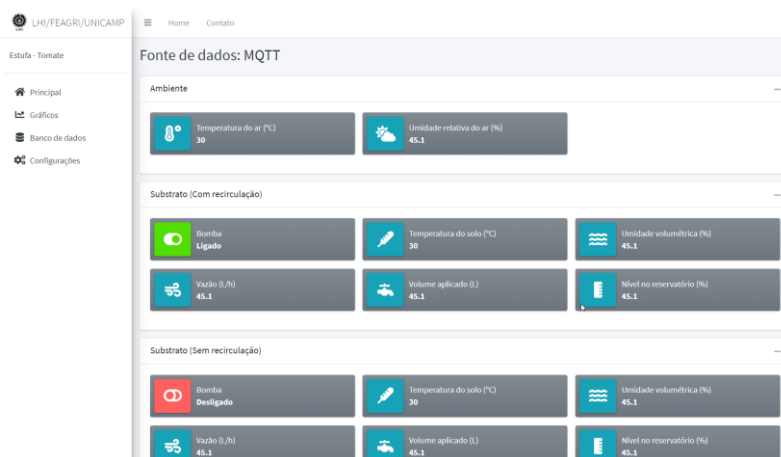 LHI/FEAGRI/UNICAMP
Home Contato
Estufa - Tomate
Principal
Gráficos
Banco de dados
Configurações
Fonte de dados: MQTT
Ambiente
Temperatura do ar (°C)
30
Umidade relativa do ar (%)
45.1
Substrato (Com recirculação)
Bomba
Ligado
Temperatura do solo (°C)
30
Umidade volumétrica (%)
45.1
Vazão (L/h)
45.1
Volume aplicado (L)
45.1
Nível no reservatório (%)
45.1
Substrato (Sem recirculação)
Bomba
Desligado
Temperatura do solo (°C)
30
Umidade volumétrica (%)
45.1
Vazão (L/h)
45.1
Volume aplicado (L)
45.1
Nível no reservatório (%)
45.1